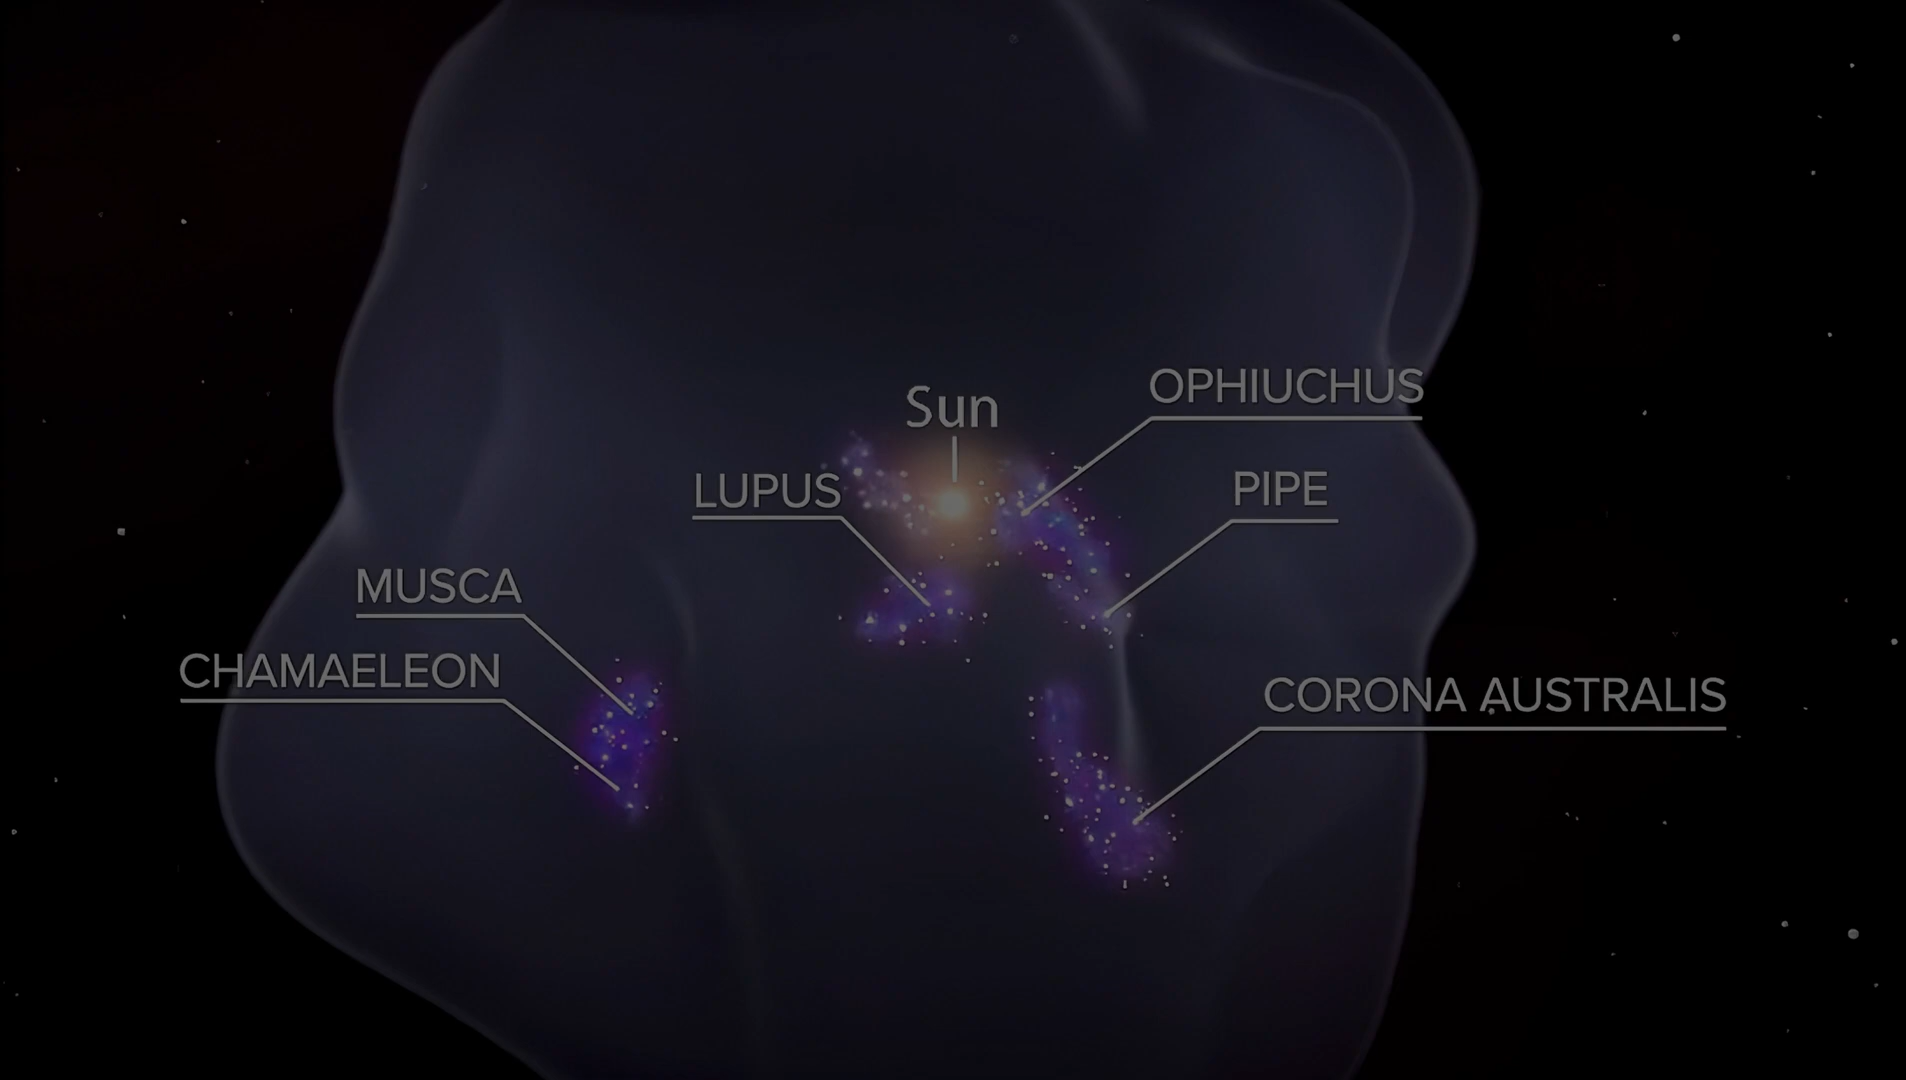 OPHIUCHUS
Sun
LUPUS
PIPE
MUSCA
CHAMAELEON
CORONA AUSTRALIS